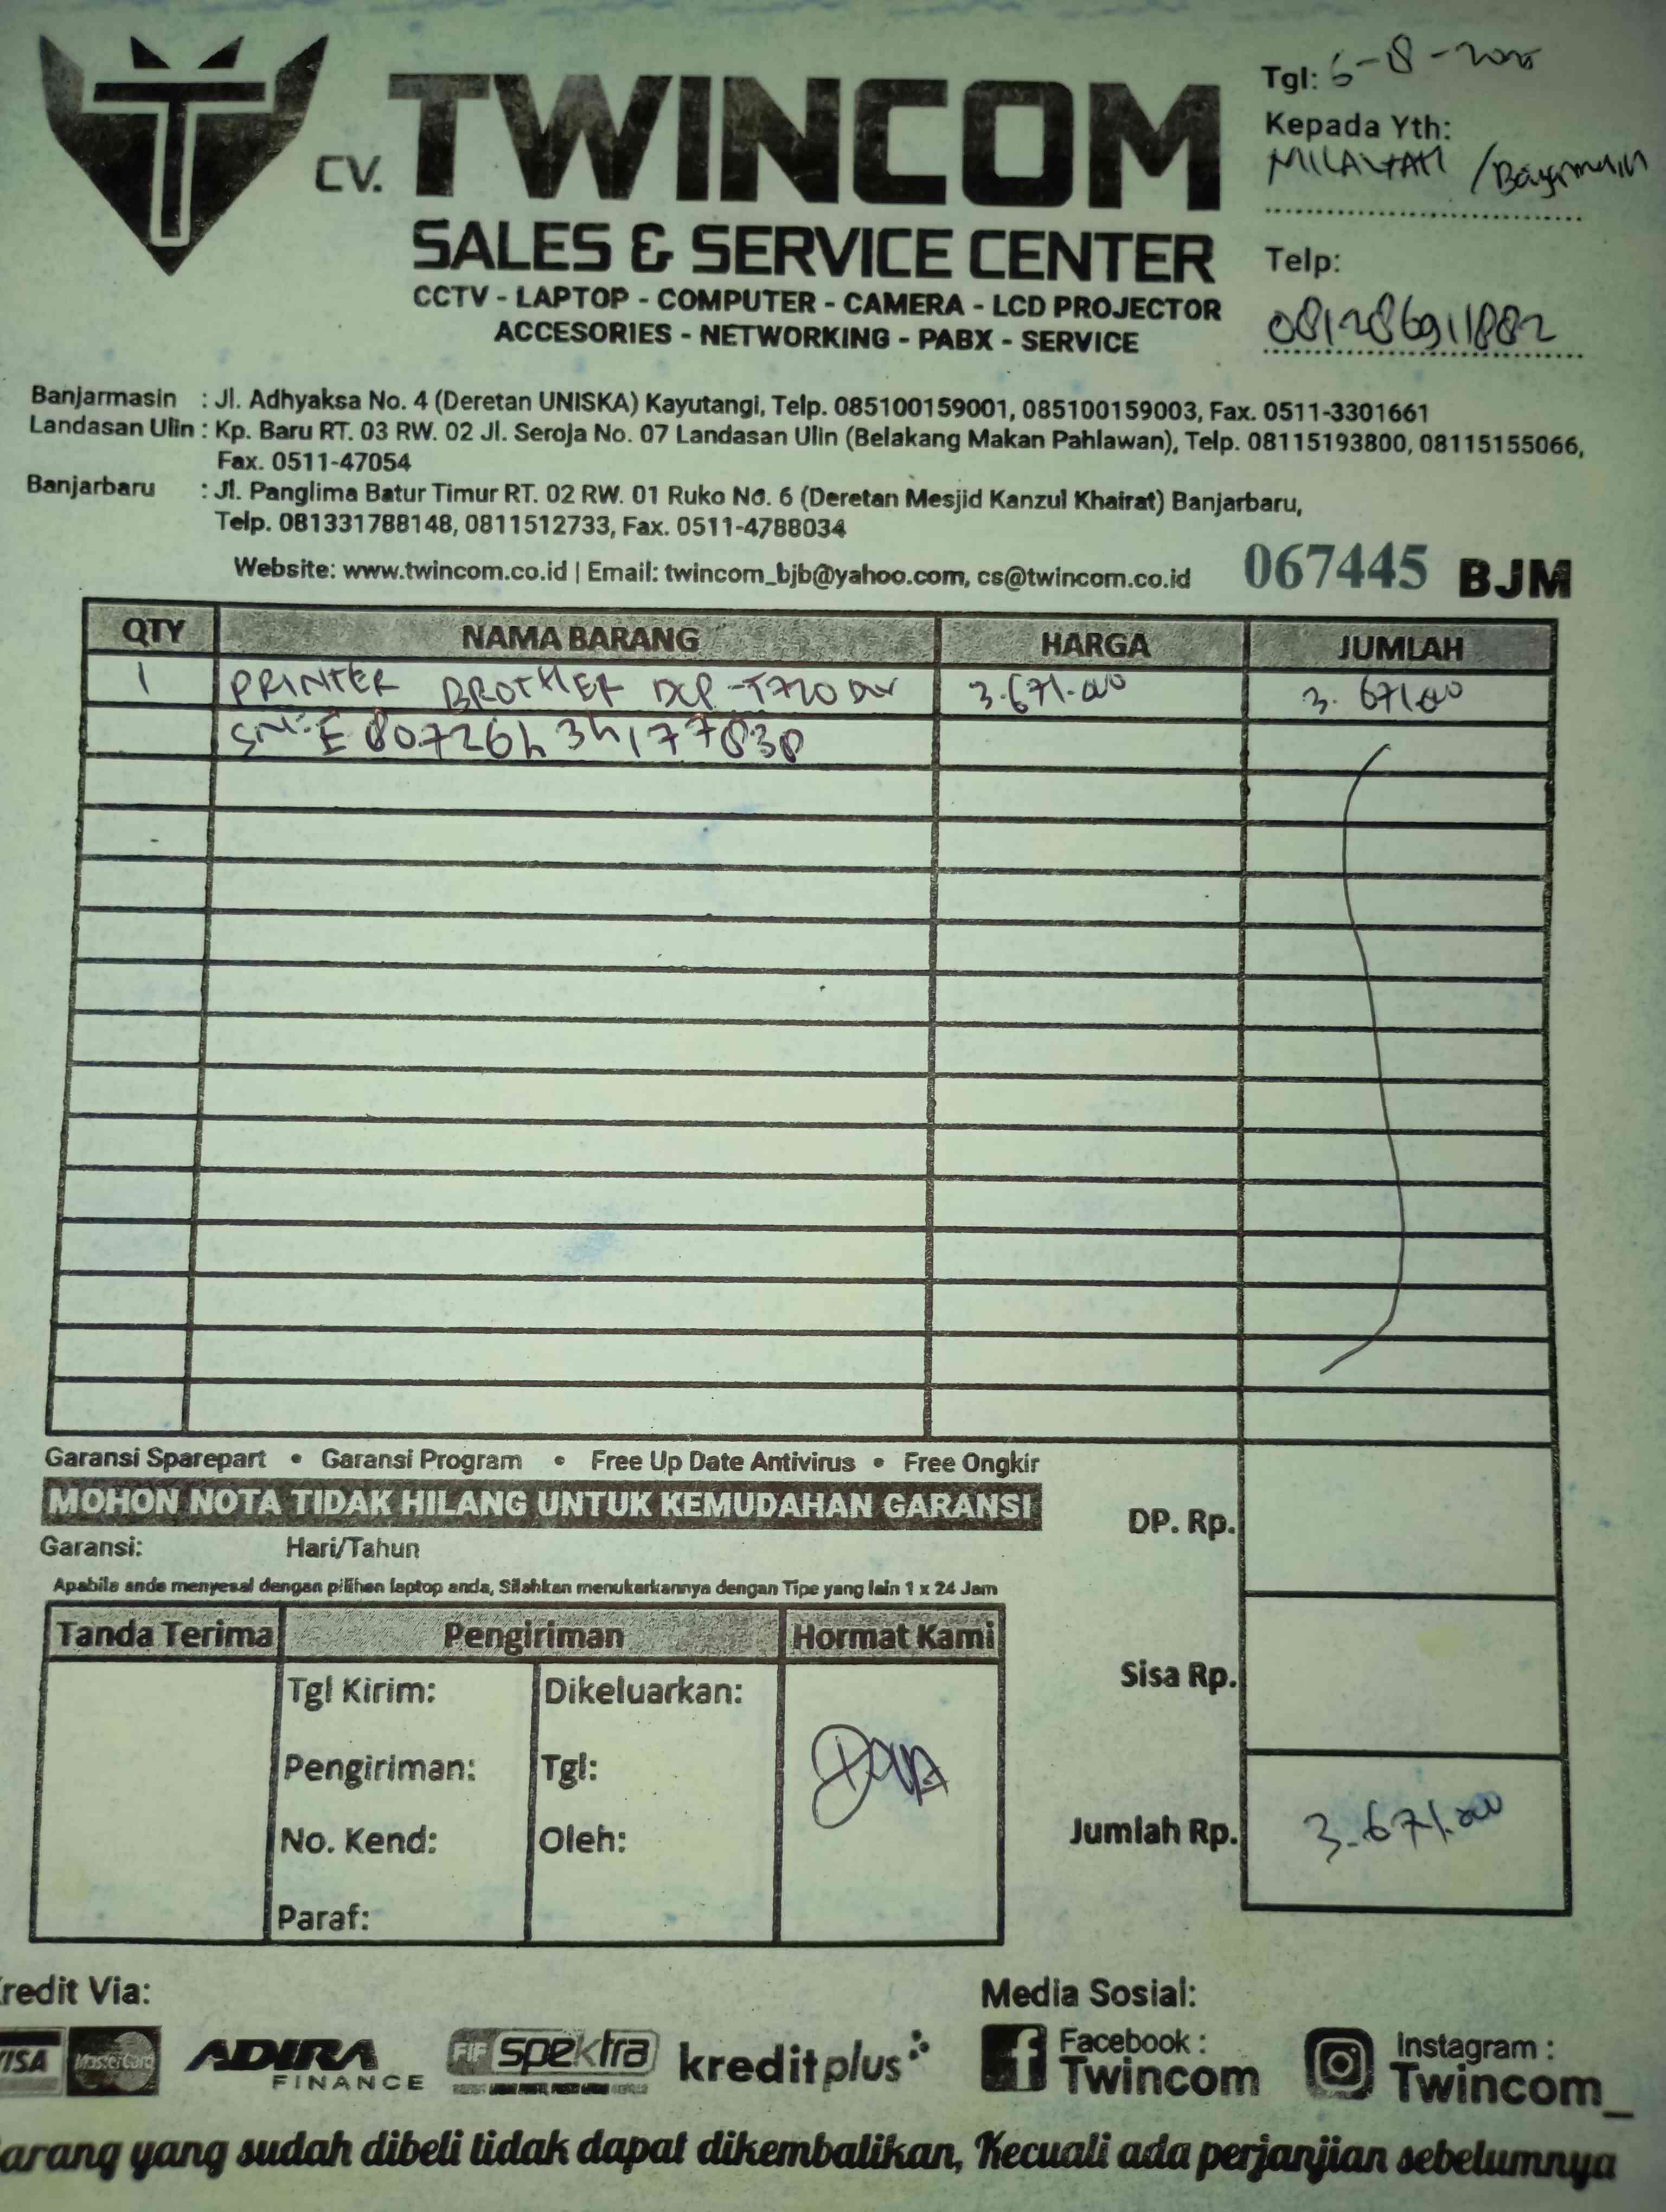 CV. TWINCOM
SALES & SERVICE CENTER
CCTV - LAPTOP - COMPUTER - CAMERA - LCD PROJECTOR
ACCESORIES - NETWORKING - PABX - SERVICE
Tgl: 6-8-2025
Kepada Yth:
MILAYATI /
Telp:
081286911882
Banjarmasin : Jl. Adhyaksa No. 4 (Deretan UNISKA) Kayutangi, Telp. 085100159001, 085100159003, Fax. 0511-3301661
Landasan Ulin : Kp. Baru RT. 03 RW. 02 Jl. Seroja No. 07 Landasan Ulin (Belakang Makan Pahlawan), Telp. 08115193800, 08115155066,
Fax. 0511-47054
Banjarbaru : Jl. Panglima Batur Timur RT. 02 RW. 01 Ruko No. 6 (Deretan Mesjid Kanzul Khairat) Banjarbaru,
Telp. 081331788148, 0811512733, Fax. 0511-4788034
Website: www.twincom.co.id | Email: twincom_bjb@yahoo.com, cs@twincom.co.id
067445 BJM
QTY NAMA BARANG HARGA JUMLAH
1 PRINTER BROTHER DCP-T720DW 3.671.000 3.671.000
SN:
Garansi Sparepart • Garansi Program • Free Up Date Antivirus • Free Ongkir
MOHON NOTA TIDAK HILANG UNTUK KEMUDAHAN GARANSI
Garansi: Hari/Tahun
Apabila anda menyesal dengan pilihan laptop anda, Silahkan menukarkannya dengan Tipe yang lain 1 x 24 Jam
DP. Rp.
Sisa Rp.
Jumlah Rp. 3.671.000
Tanda Terima Pengiriman Hormat Kami
Tgl Kirim: Dikeluarkan:
Pengiriman: Tgl:
No. Kend: Oleh:
Paraf:
redit Via:
VISA MasterCard ADIRA FINANCE FIF spektra kreditplus
Media Sosial:
Facebook : Twincom
Instagram : Twincom_
arang yang sudah dibeli tidak dapat dikembalikan, Kecuali ada perjanjian sebelumnya